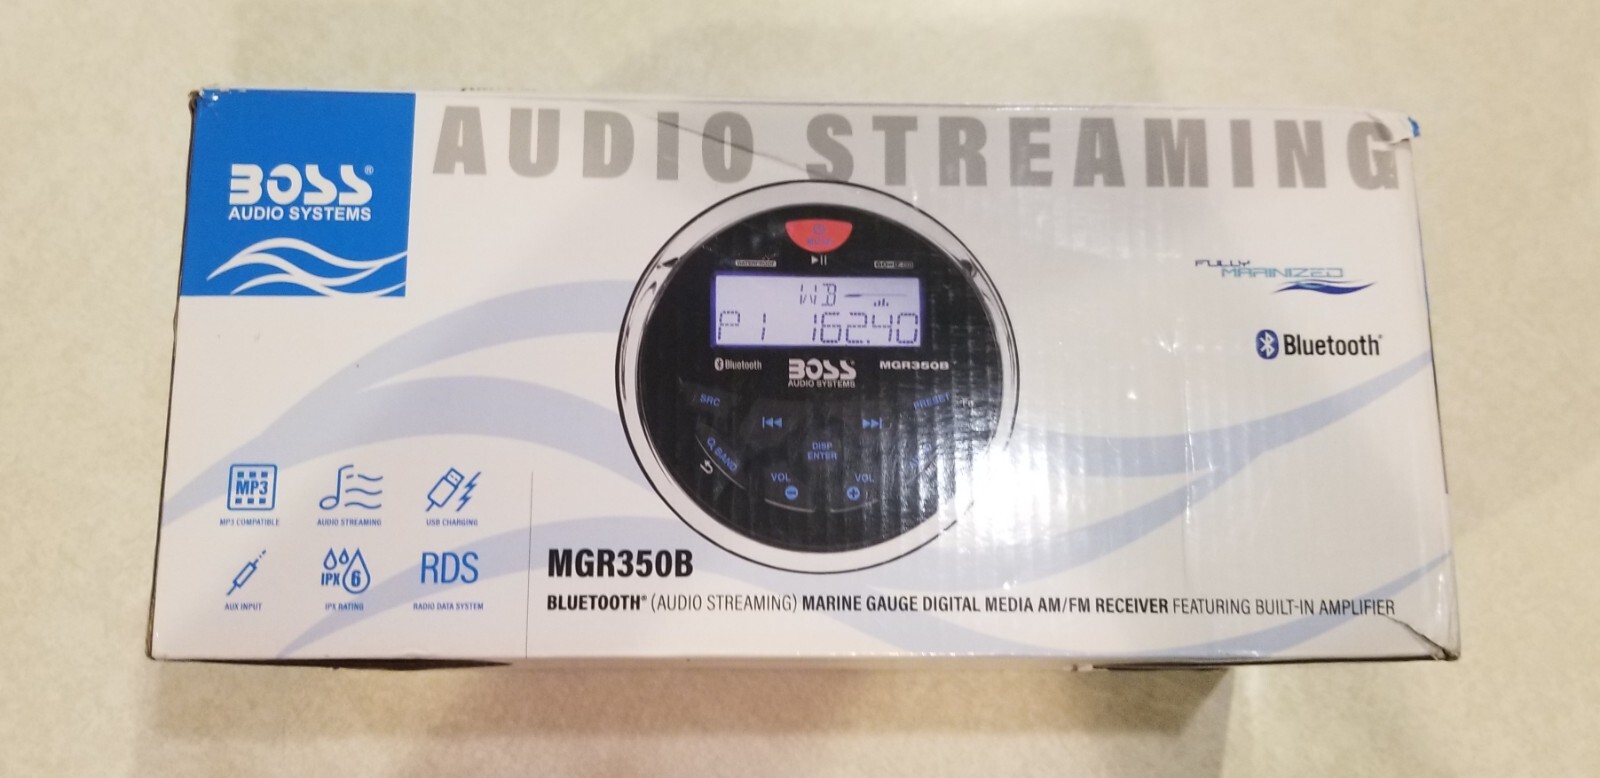 AUDIO STREAMING
BOSS®
AUDIO SYSTEMS
FULLY
MARINIZED
Bluetooth®
WATERPROOF
WB
P1 162.40
Bluetooth
BOSS®
AUDIO SYSTEMS
MGR350B
SRC
PRESET
Q.BAND
DISP
ENTER
VOL
VOL
MP3
MP3 COMPATIBLE
AUDIO STREAMING
USB CHARGING
IPX 6
RDS
AUX INPUT
IPX RATING
RADIO DATA SYSTEM
MGR350B
BLUETOOTH® (AUDIO STREAMING) MARINE GAUGE DIGITAL MEDIA AM/FM RECEIVER FEATURING BUILT-IN AMPLIFIER